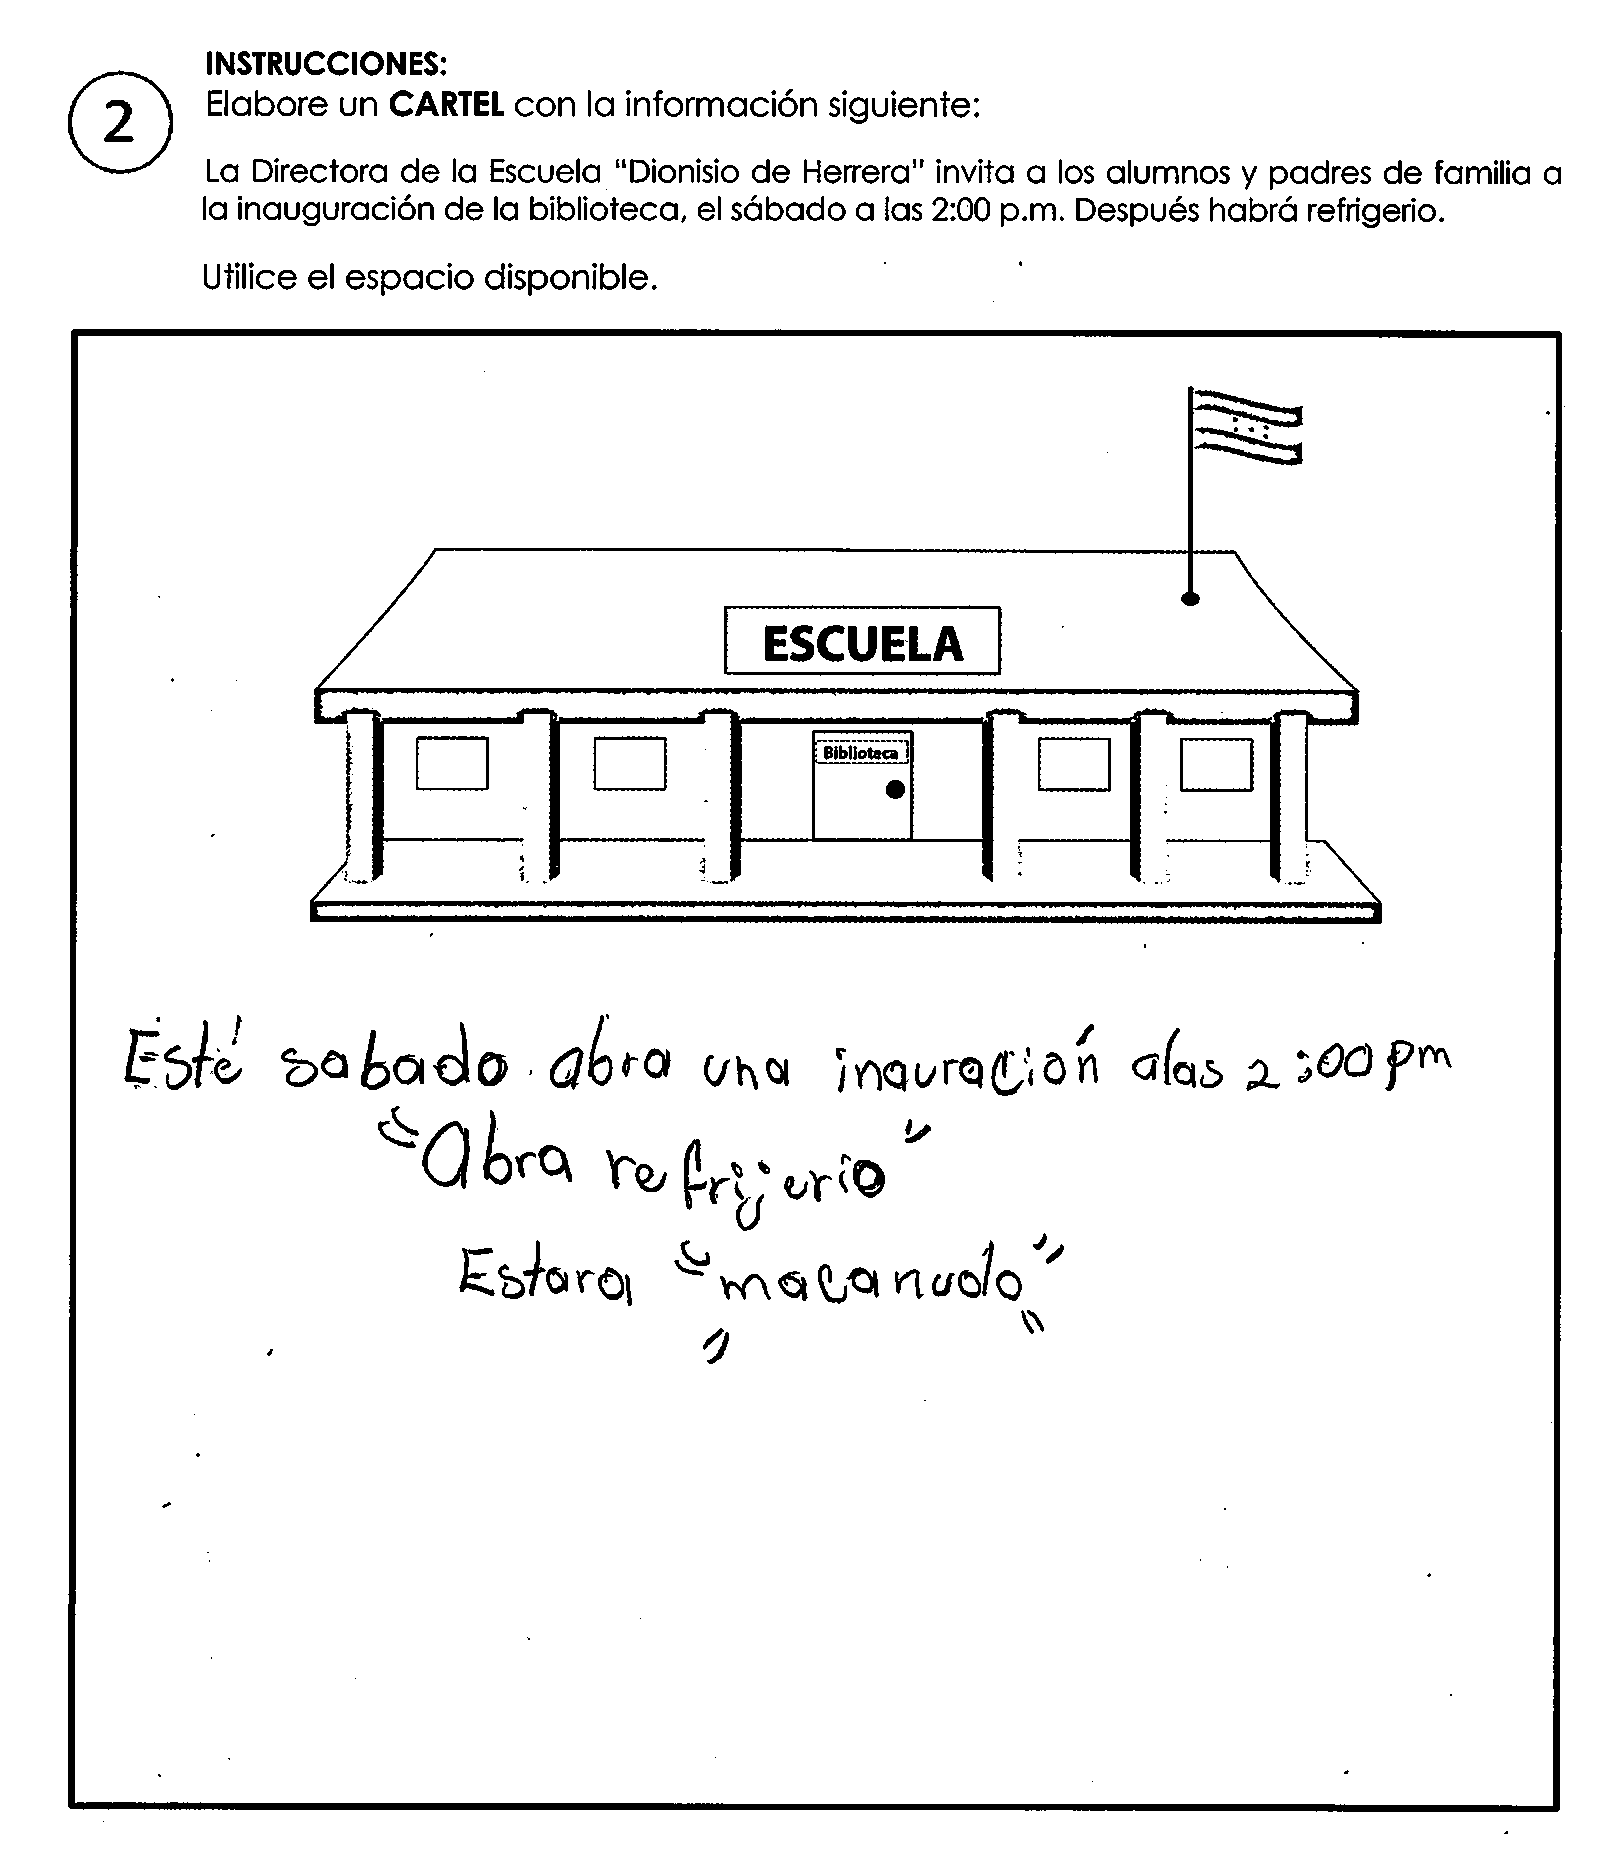 INSTRUCCIONES:
2
Elabore un CARTEL con la información siguiente:
La Directora de la Escuela "Dionisio de Herrera" invita a los alumnos y padres de familia a
la inauguración de la biblioteca, el sábado a las 2:00 p.m. Después habrá refrigerio.
Utilice el espacio disponible.
ESCUELA
Biblioteca
Esté sabado abra una inauración alas 2:00 pm
"Abra refrijerio"
Estara "macanudo"
" "